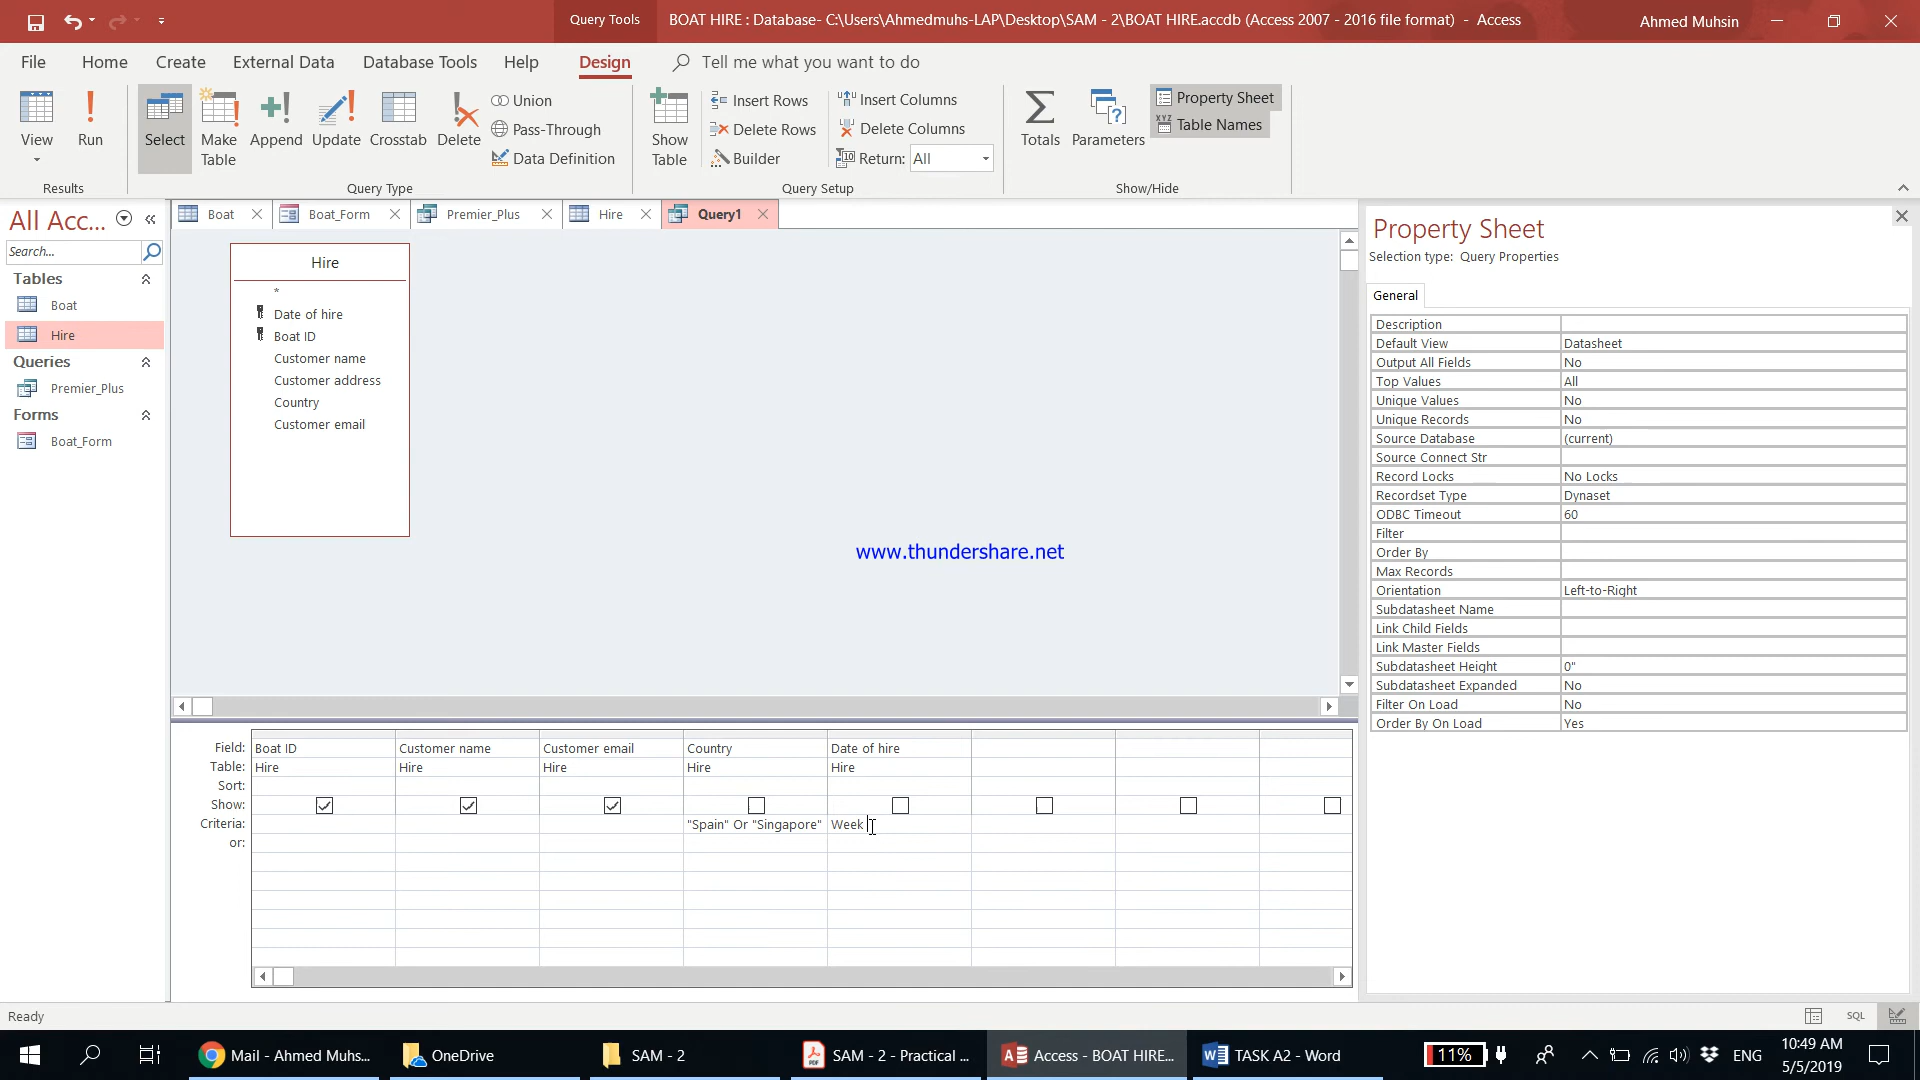 Query Tools
BOAT HIRE : Database- C:\Users\Ahmedmuhs-LAP\Desktop\SAM - 2\BOAT HIRE.accdb (Access 2007 - 2016 file format) - Access
Ahmed Muhsin
File Home Create External Data Database Tools Help Design Tell me what you want to do
View
Run
Results
Select
Make Table
Append
Update
Crosstab
Delete
Union
Pass-Through
Data Definition
Query Type
Show Table
Insert Rows
Delete Rows
Builder
Insert Columns
Delete Columns
Return: All
Query Setup
Totals
Parameters
Property Sheet
Table Names
Show/Hide
All Acc...
Search...
Tables
Boat
Hire
Queries
Premier_Plus
Forms
Boat_Form
Boat Boat_Form Premier_Plus Hire Query1
Hire
*
Date of hire
Boat ID
Customer name
Customer address
Country
Customer email
www.thundershare.net
Field: Boat ID Customer name Customer email Country Date of hire
Table: Hire Hire Hire Hire Hire
Sort:
Show:
Criteria: "Spain" Or "Singapore" Week
or:
Property Sheet
Selection type: Query Properties
General
Description
Default View Datasheet
Output All Fields No
Top Values All
Unique Values No
Unique Records No
Source Database (current)
Source Connect Str
Record Locks No Locks
Recordset Type Dynaset
ODBC Timeout 60
Filter
Order By
Max Records
Orientation Left-to-Right
Subdatasheet Name
Link Child Fields
Link Master Fields
Subdatasheet Height 0"
Subdatasheet Expanded No
Filter On Load No
Order By On Load Yes
Ready
SQL
Mail - Ahmed Muhs...
OneDrive
SAM - 2
SAM - 2 - Practical ...
Access - BOAT HIRE...
TASK A2 - Word
11%
ENG
10:49 AM
5/5/2019